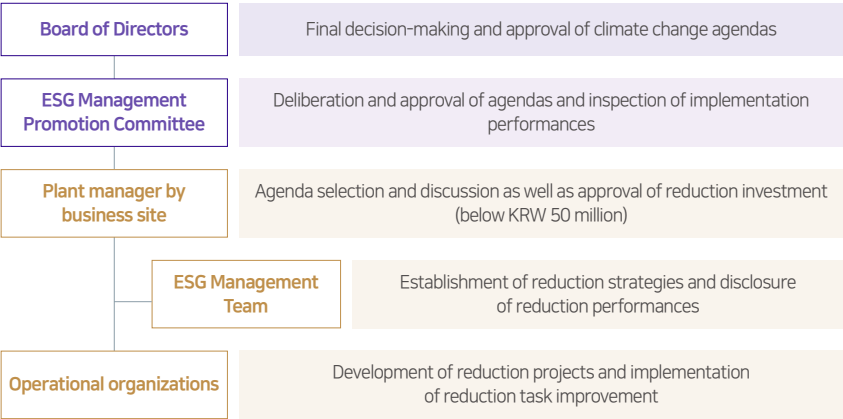 Board of Directors
Final decision-making and approval of climate change agendas
ESG Management
Promotion Committee
Deliberation and approval of agendas and inspection of implementation
performances
Plant manager by
business site
Agenda selection and discussion as well as approval of reduction investment
(below KRW 50 million)
ESG Management
Team
Establishment of reduction strategies and disclosure
of reduction performances
Operational organizations
Development of reduction projects and implementation
of reduction task improvement